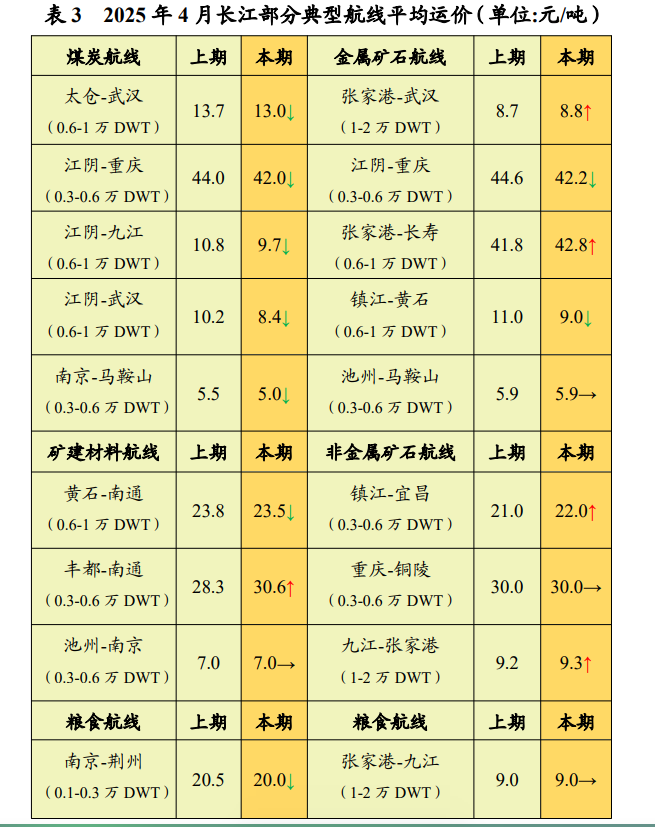 表 3 2025 年 4 月长江部分典型航线平均运价（单位:元/吨）
煤炭航线 上期 本期 金属矿石航线 上期 本期
太仓-武汉 张家港-武汉
13.7 13.0↓ 8.7 8.8↑
（0.6-1 万 DWT） （1-2 万 DWT）
江阴-重庆 江阴-重庆
44.0 42.0↓ 44.6 42.2↓
（0.3-0.6 万 DWT） （0.3-0.6 万 DWT）
江阴-九江 张家港-长寿
10.8 9.7↓ 41.8 42.8↑
（0.6-1 万 DWT） （0.6-1 万 DWT）
江阴-武汉 镇江-黄石
10.2 8.4↓ 11.0 9.0↓
（0.6-1 万 DWT） （0.6-1 万 DWT）
南京-马鞍山 池州-马鞍山
5.5 5.0↓ 5.9 5.9→
（0.3-0.6 万 DWT） （0.3-0.6 万 DWT）
矿建材料航线 上期 本期 非金属矿石航线 上期 本期
黄石-南通 镇江-宜昌
23.8 23.5↓ 21.0 22.0↑
（0.6-1 万 DWT） （0.3-0.6 万 DWT）
丰都-南通 重庆-铜陵
28.3 30.6↑ 30.0 30.0→
（0.3-0.6 万 DWT） （0.3-0.6 万 DWT）
池州-南京 九江-张家港
7.0 7.0→ 9.2 9.3↑
（0.3-0.6 万 DWT） （1-2 万 DWT）
粮食航线 上期 本期 粮食航线 上期 本期
南京-荆州 张家港-九江
20.5 20.0↓ 9.0 9.0→
（0.1-0.3 万 DWT） （1-2 万 DWT）